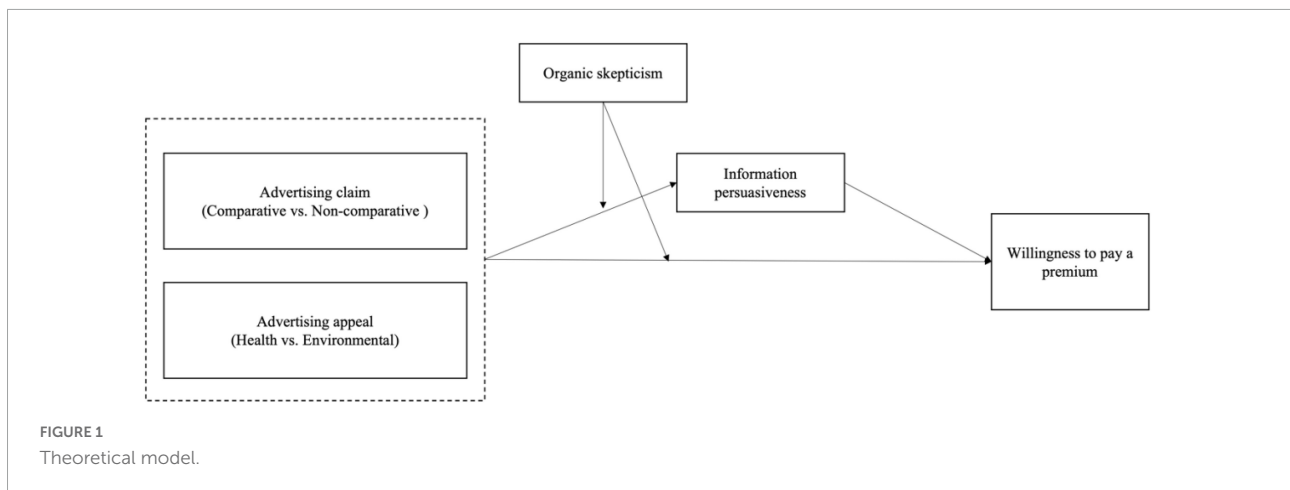 Organic skepticism
Information
persuasiveness
Advertising claim
(Comparative vs. Non-comparative )
Willingness to pay a
premium
Advertising appeal
(Health vs. Environmental)
FIGURE 1
Theoretical model.